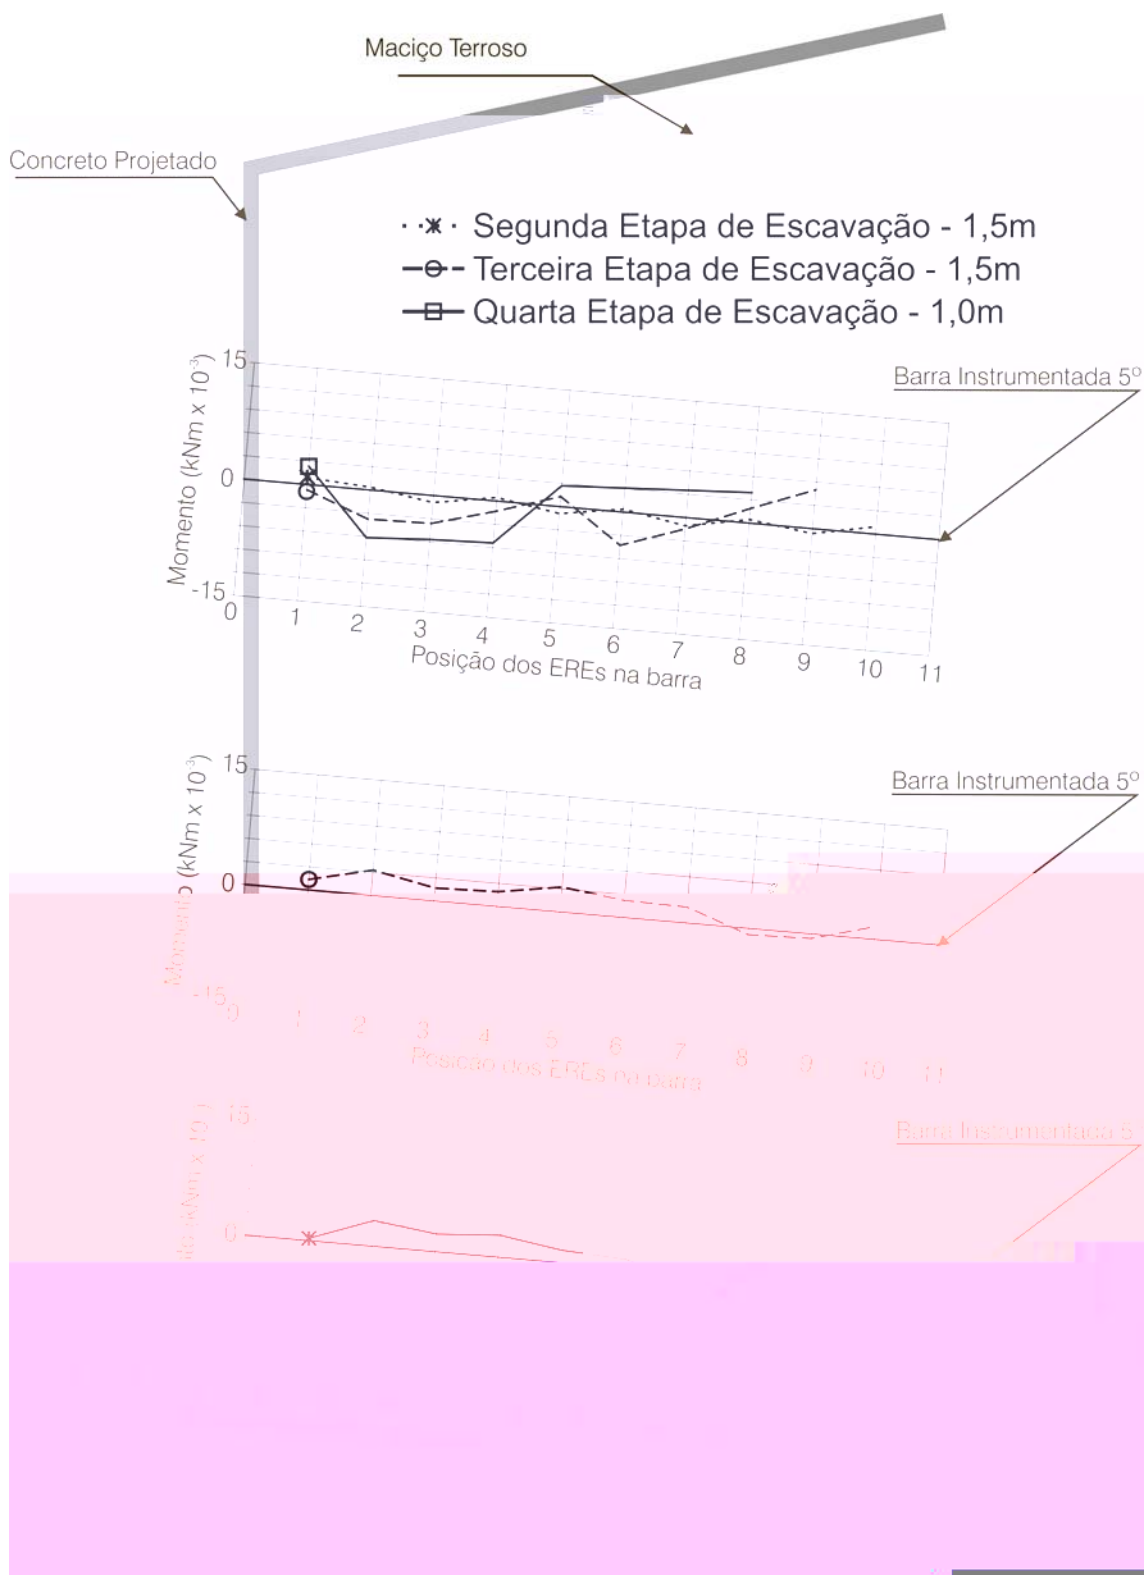 Maciço Terroso
Concreto Projetado
Segunda Etapa de Escavação - 1,5m
Terceira Etapa de Escavação - 1,5m
Quarta Etapa de Escavação - 1,0m
Barra Instrumentada 5º
Momento (kNm x 10⁻³)
15
0
-15
0 1 2 3 4 5 6 7 8 9 10 11
Posição dos EREs na barra
Barra Instrumentada 5º
Momento (kNm x 10⁻³)
15
0
-15
0 1 2 3 4 5 6 7 8 9 10 11
Posicao dos EREs na barra
Barra Instrumentada 5
(kNm x 10
15
0